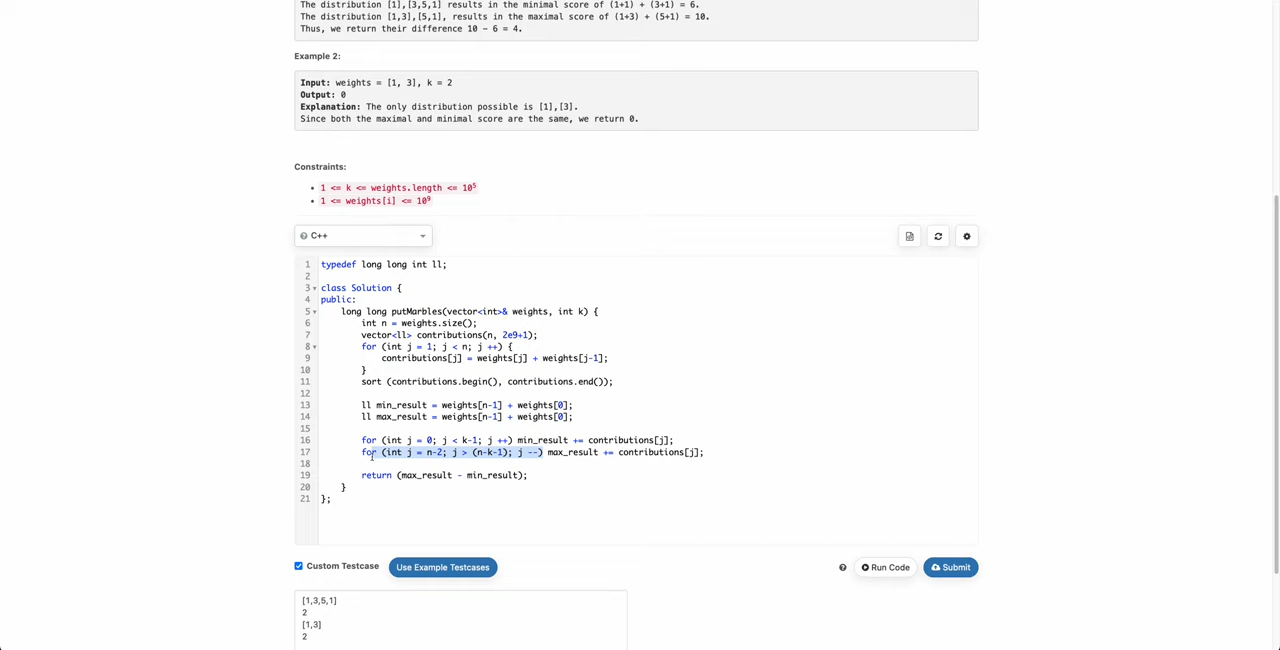 The distribution [1],[3,5,1] results in the minimal score of (1+1) + (3+1) = 6.
The distribution [1,3],[5,1], results in the maximal score of (1+3) + (5+1) = 10.
Thus, we return their difference 10 - 6 = 4.
Example 2:
Input: weights = [1, 3], k = 2
Output: 0
Explanation: The only distribution possible is [1],[3].
Since both the maximal and minimal score are the same, we return 0.
Constraints:
• 1 <= k <= weights.length <= 10⁵
• 1 <= weights[i] <= 10⁹
C++
1 typedef long long int ll;
2
3 class Solution {
4 public:
5 long long putMarbles(vector<int>& weights, int k) {
6 int n = weights.size();
7 vector<ll> contributions(n, 2e9+1);
8 for (int j = 1; j < n; j ++) {
9 contributions[j] = weights[j] + weights[j-1];
10 }
11 sort (contributions.begin(), contributions.end());
12
13 ll min_result = weights[n-1] + weights[0];
14 ll max_result = weights[n-1] + weights[0];
15
16 for (int j = 0; j < k-1; j ++) min_result += contributions[j];
17 for (int j = n-2; j > (n-k-1); j --) max_result += contributions[j];
18
19 return (max_result - min_result);
20 }
21 };
Custom Testcase Use Example Testcases Run Code Submit
[1,3,5,1]
2
[1,3]
2